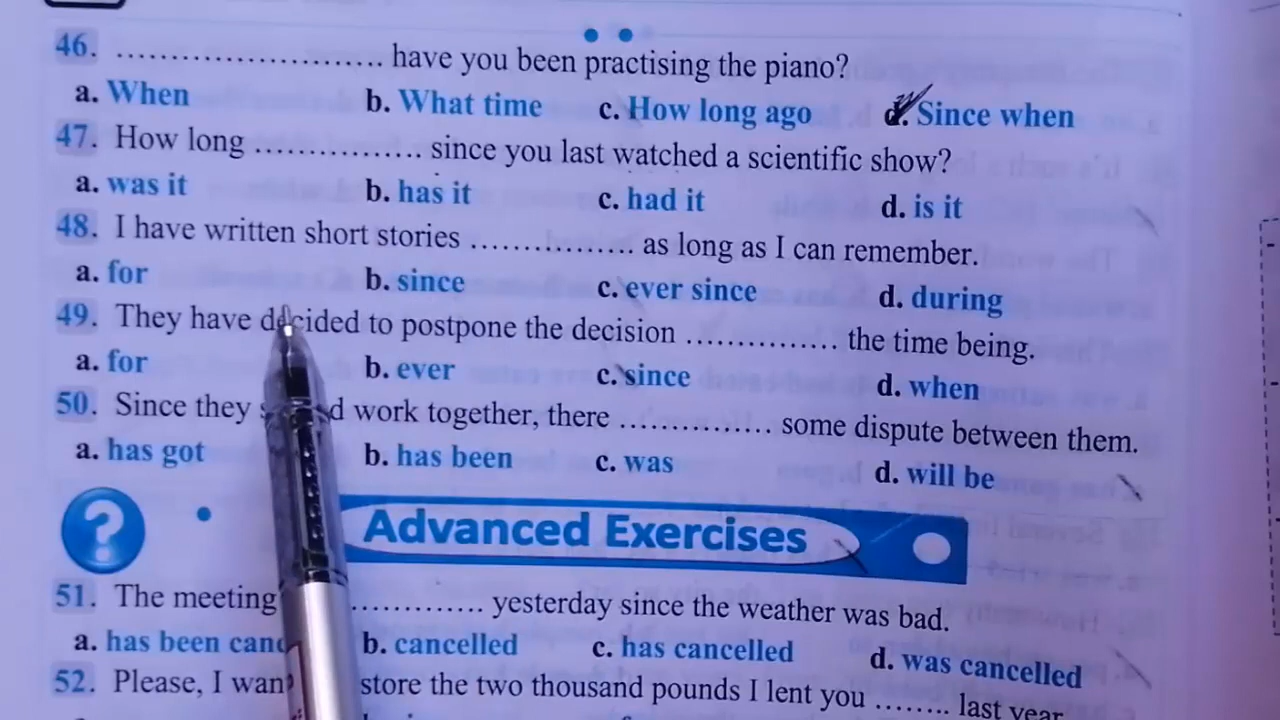 46. .......................... have you been practising the piano?
a. When b. What time c. How long ago d. Since when
47. How long ................ since you last watched a scientific show?
a. was it b. has it c. had it d. is it
48. I have written short stories ................ as long as I can remember.
a. for b. since c. ever since d. during
49. They have decided to postpone the decision .............. the time being.
a. for b. ever c. since d. when
50. Since they work together, there .............. some dispute between them.
a. has got b. has been c. was d. will be
?
Advanced Exercises
51. The meeting ............. yesterday since the weather was bad.
a. has been b. cancelled c. has cancelled d. was cancelled
52. Please, I store the two thousand pounds I lent you ........ last year